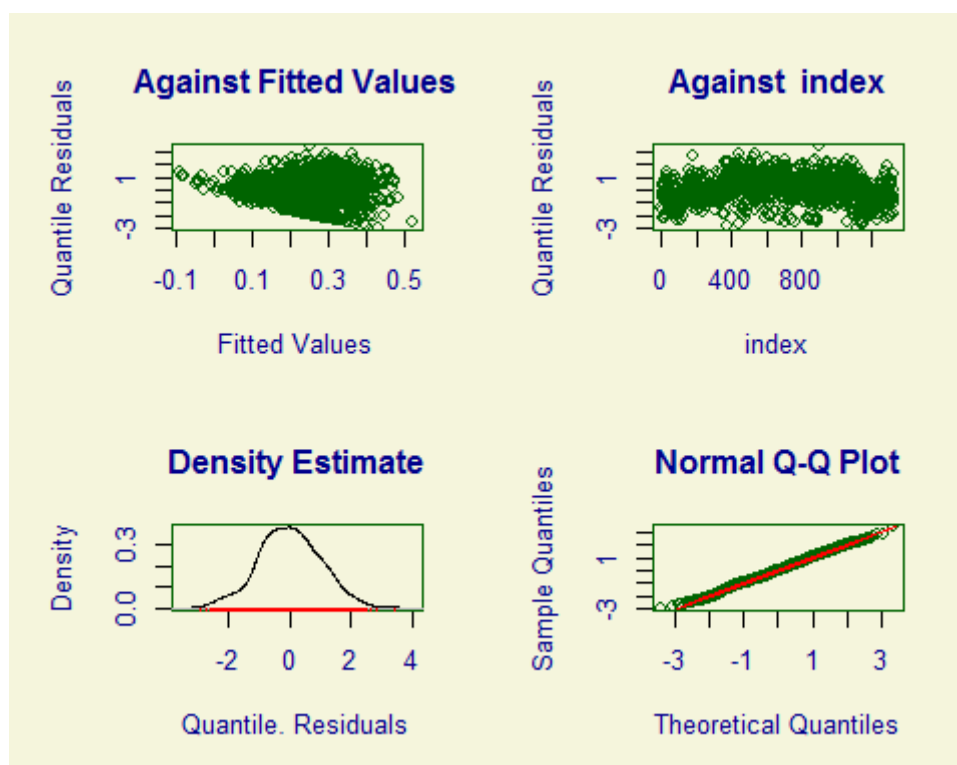 Against Fitted Values
Quantile Residuals
1
-3
-0.1 0.1 0.3 0.5
Fitted Values
Against index
Quantile Residuals
1
-3
0 400 800
index
Density Estimate
Density
0.3
0.0
-2 0 2 4
Quantile. Residuals
Normal Q-Q Plot
Sample Quantiles
1
-3
-3 -1 1 3
Theoretical Quantiles